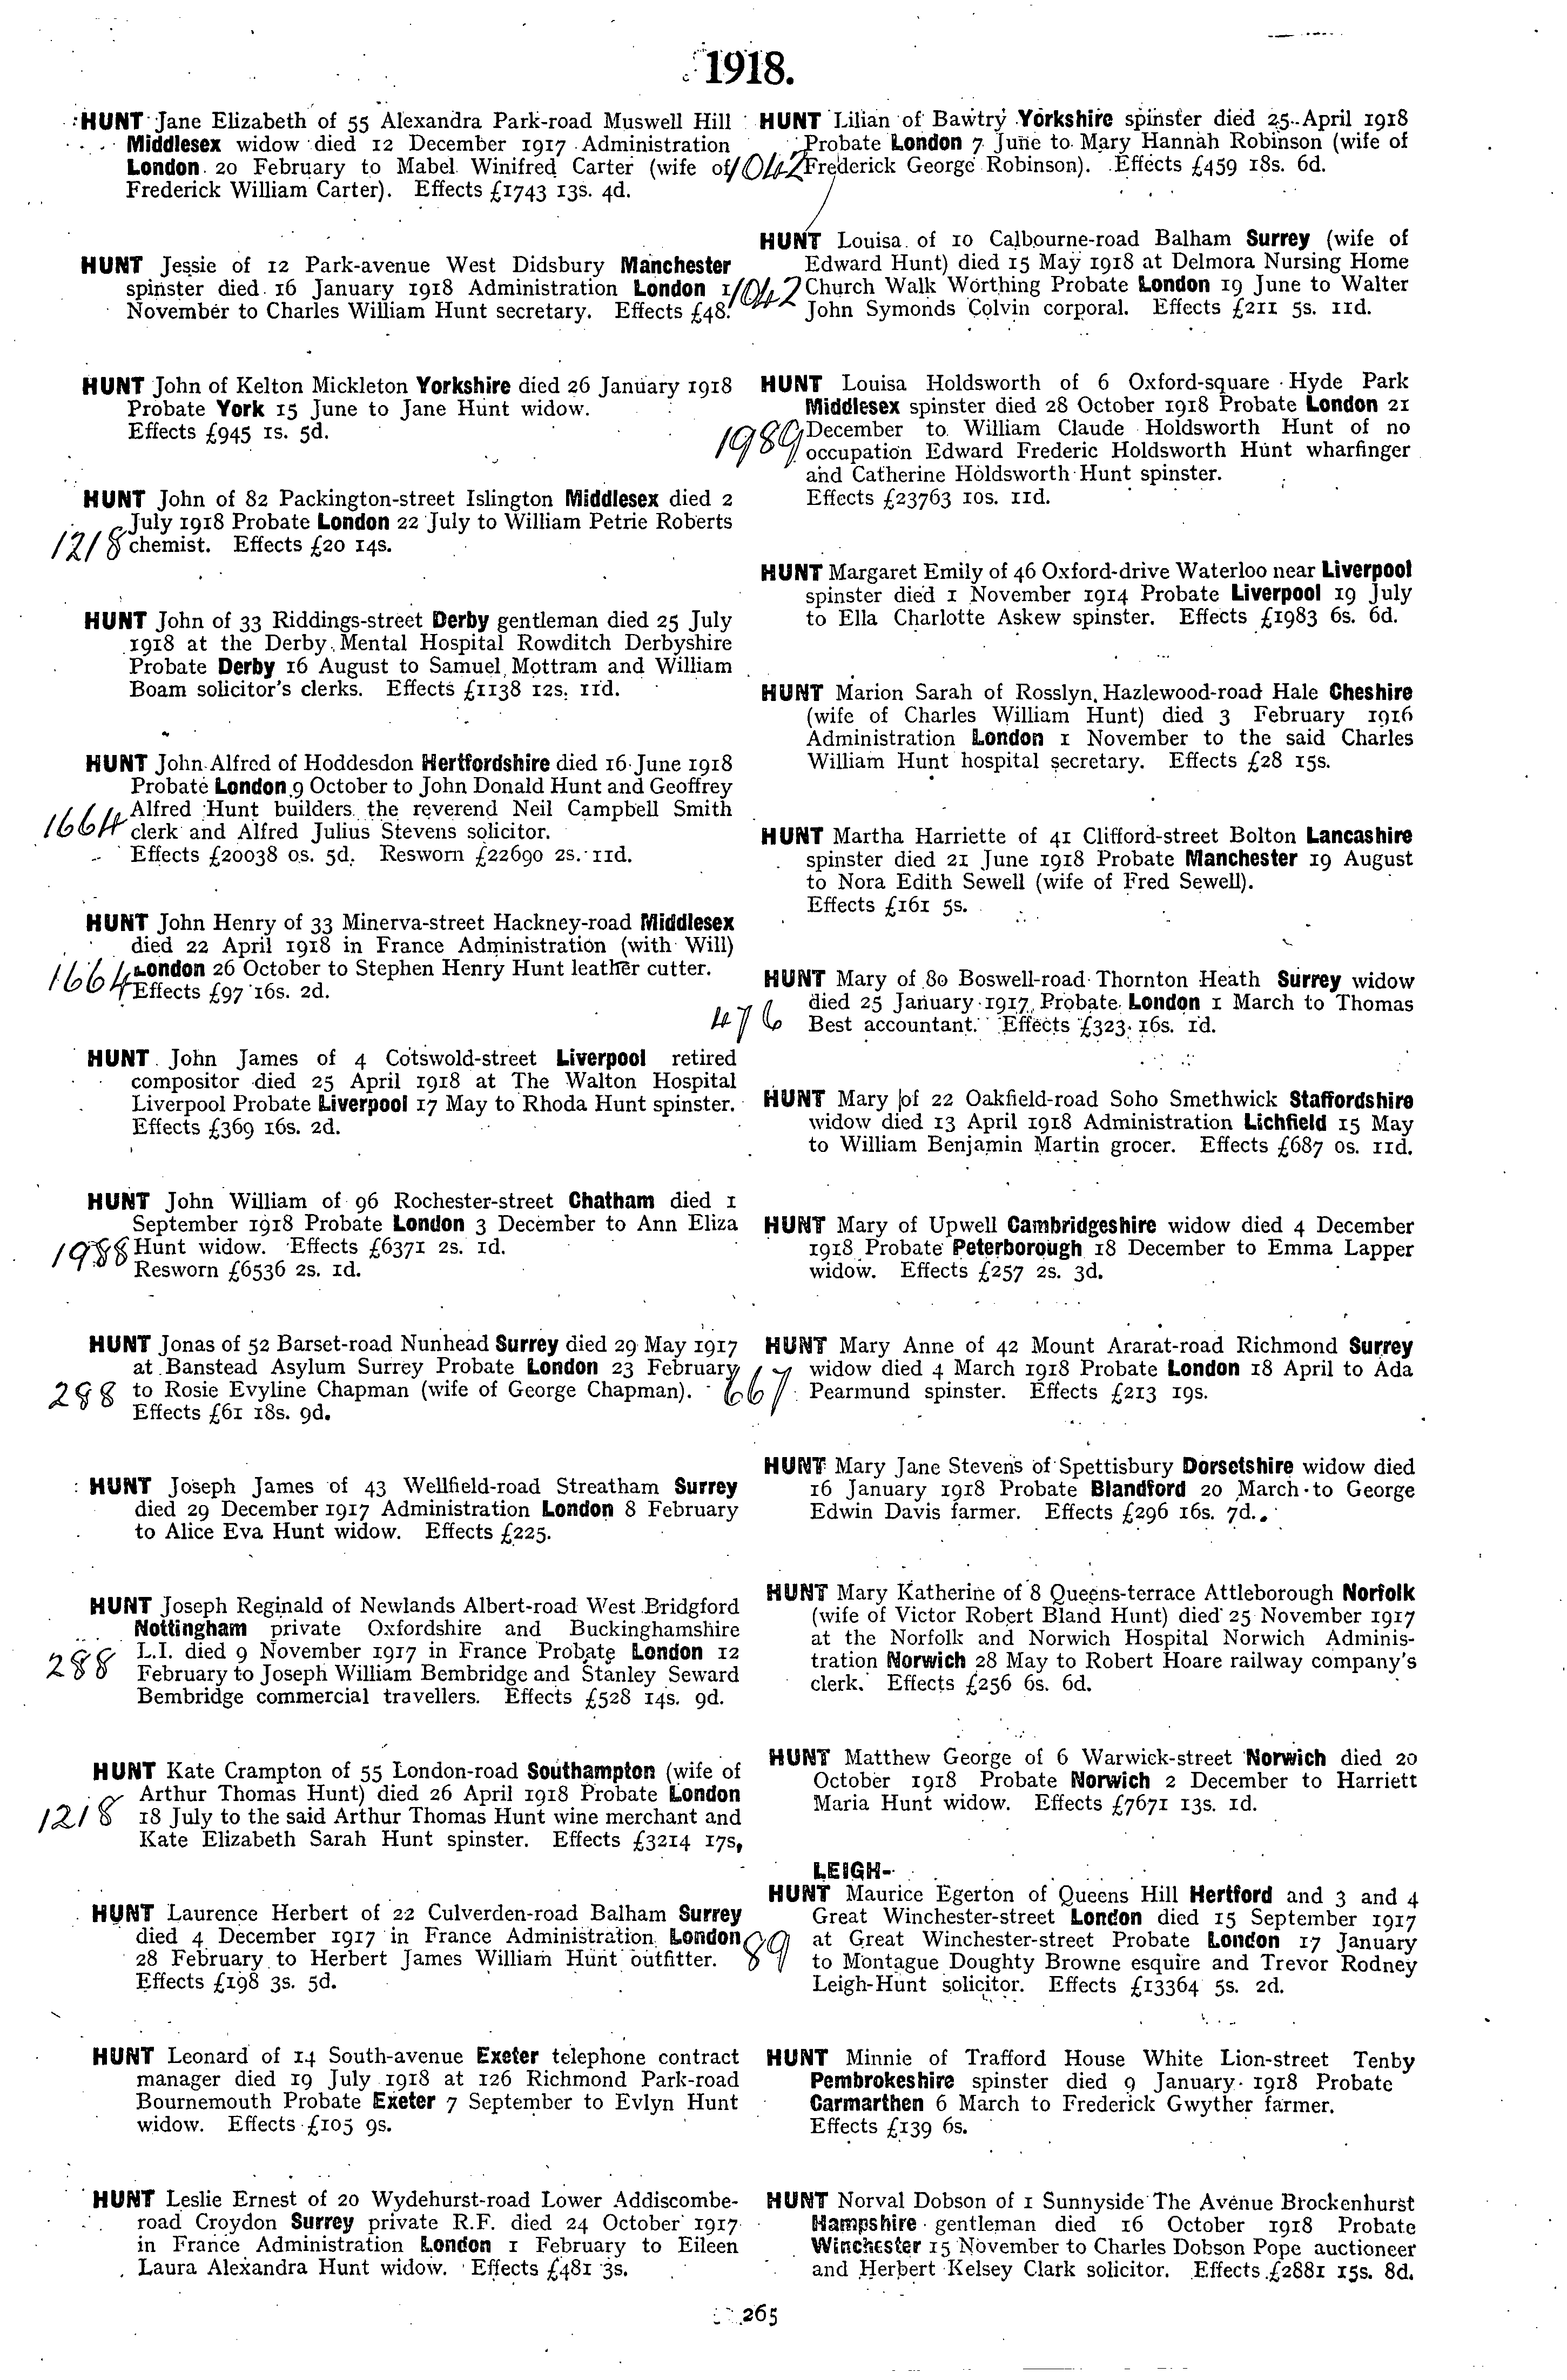 1918.
HUNT Jane Elizabeth of 55 Alexandra Park-road Muswell Hill
Middlesex widow died 12 December 1917 Administration
London 20 February to Mabel Winifred Carter (wife of
Frederick William Carter). Effects £1743 13s. 4d.
HUNT Jessie of 12 Park-avenue West Didsbury Manchester
spinster died 16 January 1918 Administration London 1
November to Charles William Hunt secretary. Effects £48.
HUNT John of Kelton Mickleton Yorkshire died 26 January 1918
Probate York 15 June to Jane Hunt widow.
Effects £945 1s. 5d.
HUNT John of 82 Packington-street Islington Middlesex died 2
July 1918 Probate London 22 July to William Petrie Roberts
1218 chemist. Effects £20 14s.
HUNT John of 33 Riddings-street Derby gentleman died 25 July
1918 at the Derby Mental Hospital Rowditch Derbyshire
Probate Derby 16 August to Samuel Mottram and William
Boam solicitor's clerks. Effects £1138 12s. 11d.
HUNT John Alfred of Hoddesdon Hertfordshire died 16 June 1918
Probate London 9 October to John Donald Hunt and Geoffrey
Alfred Hunt builders the reverend Neil Campbell Smith
1664 clerk and Alfred Julius Stevens solicitor.
Effects £20038 0s. 5d. Resworn £22690 2s. 11d.
HUNT John Henry of 33 Minerva-street Hackney-road Middlesex
died 22 April 1918 in France Administration (with Will)
1664 London 26 October to Stephen Henry Hunt leather cutter.
Effects £97 16s. 2d.
HUNT John James of 4 Cotswold-street Liverpool retired
compositor died 25 April 1918 at The Walton Hospital
Liverpool Probate Liverpool 17 May to Rhoda Hunt spinster.
Effects £369 16s. 2d.
HUNT John William of 96 Rochester-street Chatham died 1
September 1918 Probate London 3 December to Ann Eliza
1988 Hunt widow. Effects £6371 2s. 1d.
Resworn £6536 2s. 1d.
HUNT Jonas of 52 Barset-road Nunhead Surrey died 29 May 1917
at Banstead Asylum Surrey Probate London 23 February
288 to Rosie Evyline Chapman (wife of George Chapman).
Effects £61 18s. 9d.
HUNT Joseph James of 43 Wellfield-road Streatham Surrey
died 29 December 1917 Administration London 8 February
to Alice Eva Hunt widow. Effects £225.
HUNT Joseph Reginald of Newlands Albert-road West Bridgford
Nottingham private Oxfordshire and Buckinghamshire
L.I. died 9 November 1917 in France Probate London 12
288 February to Joseph William Bembridge and Stanley Seward
Bembridge commercial travellers. Effects £528 14s. 9d.
HUNT Kate Crampton of 55 London-road Southampton (wife of
Arthur Thomas Hunt) died 26 April 1918 Probate London
1218 18 July to the said Arthur Thomas Hunt wine merchant and
Kate Elizabeth Sarah Hunt spinster. Effects £3214 17s,
HUNT Laurence Herbert of 22 Culverden-road Balham Surrey
died 4 December 1917 in France Administration London
28 February to Herbert James William Hunt outfitter.
Effects £198 3s. 5d.
HUNT Leonard of 14 South-avenue Exeter telephone contract
manager died 19 July 1918 at 126 Richmond Park-road
Bournemouth Probate Exeter 7 September to Evlyn Hunt
widow. Effects £105 9s.
HUNT Leslie Ernest of 20 Wydehurst-road Lower Addiscombe-
road Croydon Surrey private R.F. died 24 October 1917
in France Administration London 1 February to Eileen
Laura Alexandra Hunt widow. Effects £481 3s.
HUNT Lilian of Bawtry Yorkshire spinster died 25 April 1918
Probate London 7 June to Mary Hannah Robinson (wife of
1042 Frederick George Robinson). Effects £459 18s. 6d.
HUNT Louisa of 10 Calbourne-road Balham Surrey (wife of
Edward Hunt) died 15 May 1918 at Delmora Nursing Home
1042 Church Walk Worthing Probate London 19 June to Walter
John Symonds Colvin corporal. Effects £211 5s. 11d.
HUNT Louisa Holdsworth of 6 Oxford-square Hyde Park
Middlesex spinster died 28 October 1918 Probate London 21
1989 December to William Claude Holdsworth Hunt of no
occupation Edward Frederic Holdsworth Hunt wharfinger
and Catherine Holdsworth Hunt spinster.
Effects £23763 10s. 11d.
HUNT Margaret Emily of 46 Oxford-drive Waterloo near Liverpool
spinster died 1 November 1914 Probate Liverpool 19 July
to Ella Charlotte Askew spinster. Effects £1983 6s. 6d.
HUNT Marion Sarah of Rosslyn Hazlewood-road Hale Cheshire
(wife of Charles William Hunt) died 3 February 1916
Administration London 1 November to the said Charles
William Hunt hospital secretary. Effects £28 15s.
HUNT Martha Harriette of 41 Clifford-street Bolton Lancashire
spinster died 21 June 1918 Probate Manchester 19 August
to Nora Edith Sewell (wife of Fred Sewell).
Effects £161 5s.
HUNT Mary of 80 Boswell-road Thornton Heath Surrey widow
died 25 January 1917 Probate London 1 March to Thomas
476 Best accountant. Effects £323 16s. 1d.
HUNT Mary of 22 Oakfield-road Soho Smethwick Staffordshire
widow died 13 April 1918 Administration Lichfield 15 May
to William Benjamin Martin grocer. Effects £687 0s. 11d.
HUNT Mary of Upwell Cambridgeshire widow died 4 December
1918 Probate Peterborough 18 December to Emma Lapper
widow. Effects £257 2s. 3d.
HUNT Mary Anne of 42 Mount Ararat-road Richmond Surrey
widow died 4 March 1918 Probate London 18 April to Ada
667 Pearmund spinster. Effects £213 19s.
HUNT Mary Jane Stevens of Spettisbury Dorsetshire widow died
16 January 1918 Probate Blandford 20 March to George
Edwin Davis farmer. Effects £296 16s. 7d.
HUNT Mary Katherine of 8 Queens-terrace Attleborough Norfolk
(wife of Victor Robert Bland Hunt) died 25 November 1917
at the Norfolk and Norwich Hospital Norwich Adminis-
tration Norwich 28 May to Robert Hoare railway company's
clerk. Effects £256 6s. 6d.
HUNT Matthew George of 6 Warwick-street Norwich died 20
October 1918 Probate Norwich 2 December to Harriett
Maria Hunt widow. Effects £7671 13s. 1d.
LEIGH-
HUNT Maurice Egerton of Queens Hill Hertford and 3 and 4
Great Winchester-street London died 15 September 1917
89 at Great Winchester-street Probate London 17 January
to Montague Doughty Browne esquire and Trevor Rodney
Leigh-Hunt solicitor. Effects £13364 5s. 2d.
HUNT Minnie of Trafford House White Lion-street Tenby
Pembrokeshire spinster died 9 January 1918 Probate
Carmarthen 6 March to Frederick Gwyther farmer.
Effects £139 6s.
HUNT Norval Dobson of 1 Sunnyside The Avenue Brockenhurst
Hampshire gentleman died 16 October 1918 Probate
Winchester 15 November to Charles Dobson Pope auctioneer
and Herbert Kelsey Clark solicitor. Effects £2881 15s. 8d.
265